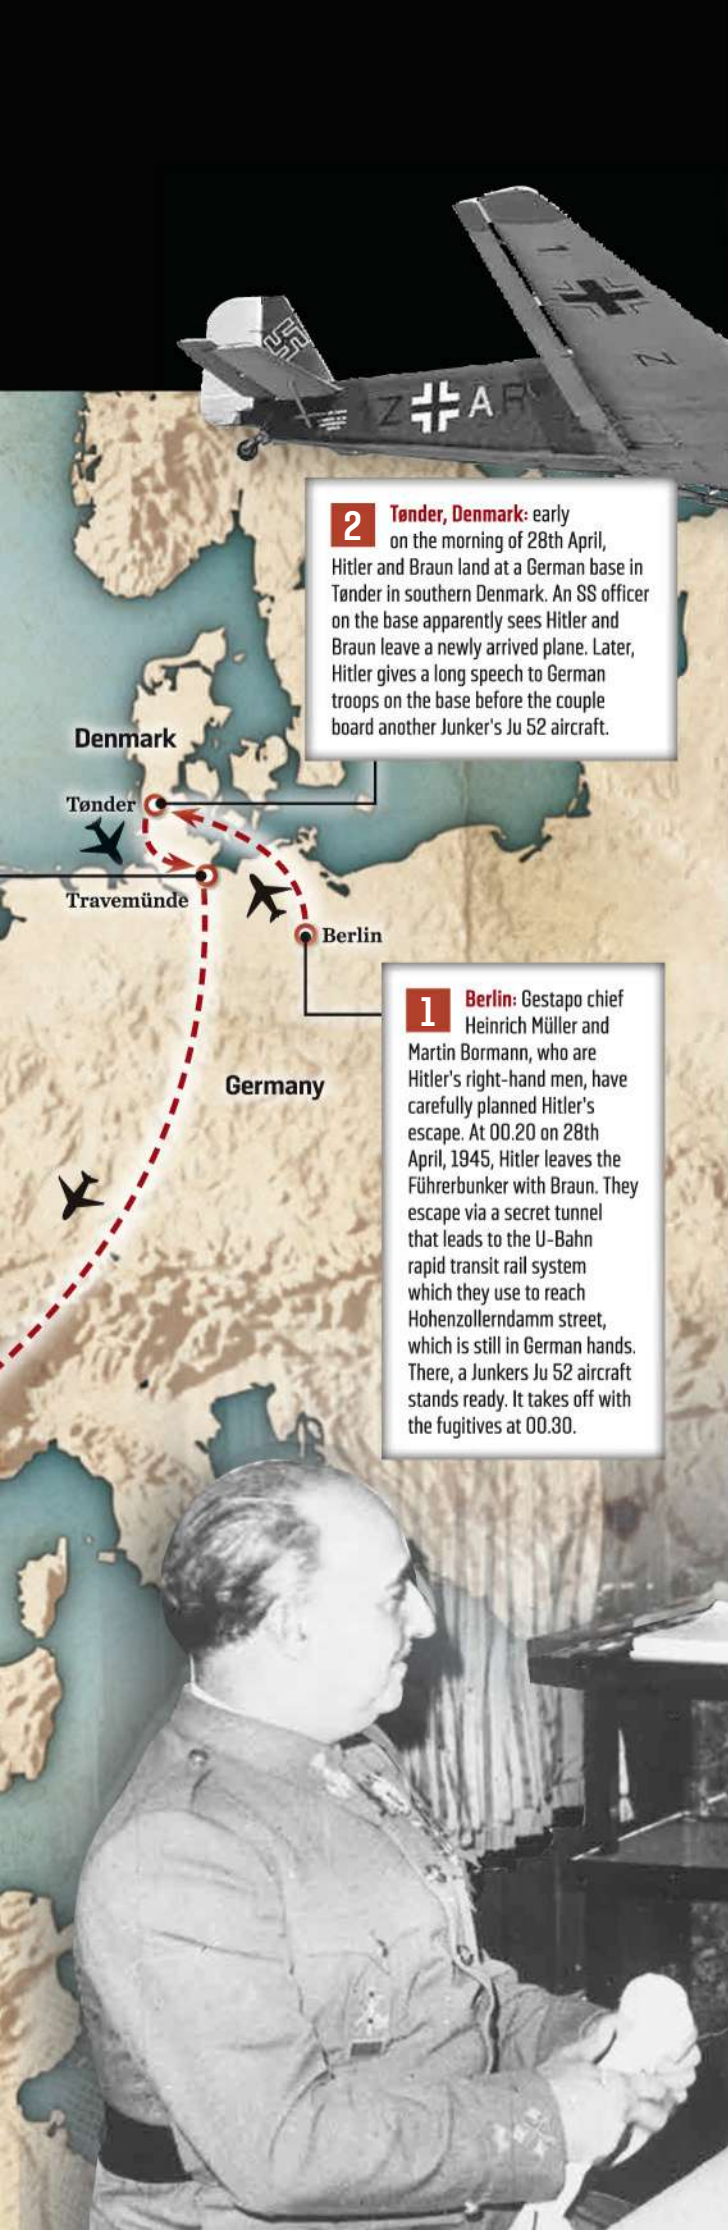 1
Z
Z AR
2
Tønder, Denmark: early
on the morning of 28th April,
Hitler and Braun land at a German base in
Tønder in southern Denmark. An SS officer
on the base apparently sees Hitler and
Braun leave a newly arrived plane. Later,
Hitler gives a long speech to German
troops on the base before the couple
board another Junker's Ju 52 aircraft.
Denmark
Tønder
Travemünde
Berlin
1
Berlin: Gestapo chief
Heinrich Müller and
Martin Bormann, who are
Hitler's right-hand men, have
carefully planned Hitler's
escape. At 00.20 on 28th
April, 1945, Hitler leaves the
Führerbunker with Braun. They
escape via a secret tunnel
that leads to the U-Bahn
rapid transit rail system
which they use to reach
Hohenzollerndamm street,
which is still in German hands.
There, a Junkers Ju 52 aircraft
stands ready. It takes off with
the fugitives at 00.30.
Germany